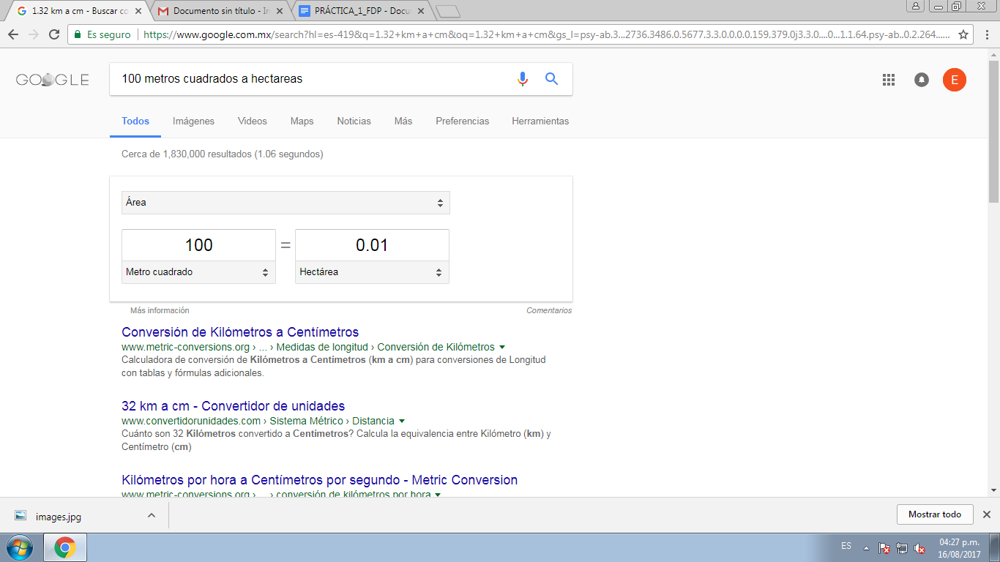 1.32 km a cm - Buscar co
Documento sin título - In
PRÁCTICA_1_FDP - Docu
Es seguro
https://www.google.com.mx/search?hl=es-419&q=1.32+km+a+cm&oq=1.32+km+a+cm&gs_l=psy-ab.3...2736.3486.0.5677.3.3.0.0.0.0.159.379.0j3.3.0....0...1.1.64.psy-ab..0.2.264......
GOOGLE
100 metros cuadrados a hectareas
E
Todos
Imágenes
Videos
Maps
Noticias
Más
Preferencias
Herramientas
Cerca de 1,830,000 resultados (1.06 segundos)
Área
100
=
0.01
Metro cuadrado
Hectárea
Más información
Comentarios
Conversión de Kilómetros a Centímetros
www.metric-conversions.org › ... › Medidas de longitud › Conversión de Kilómetros
Calculadora de conversión de Kilómetros a Centímetros (km a cm) para conversiones de Longitud
con tablas y fórmulas adicionales.
32 km a cm - Convertidor de unidades
www.convertidorunidades.com › Sistema Métrico › Distancia
Cuánto son 32 Kilómetros convertido a Centímetros? Calcula la equivalencia entre Kilómetro (km) y
Centímetro (cm)
Kilómetros por hora a Centímetros por segundo - Metric Conversion
www.metric-conversions.org › ... › conversión de kilómetros por hora
images.jpg
Mostrar todo
ES
04:27 p.m.
16/08/2017